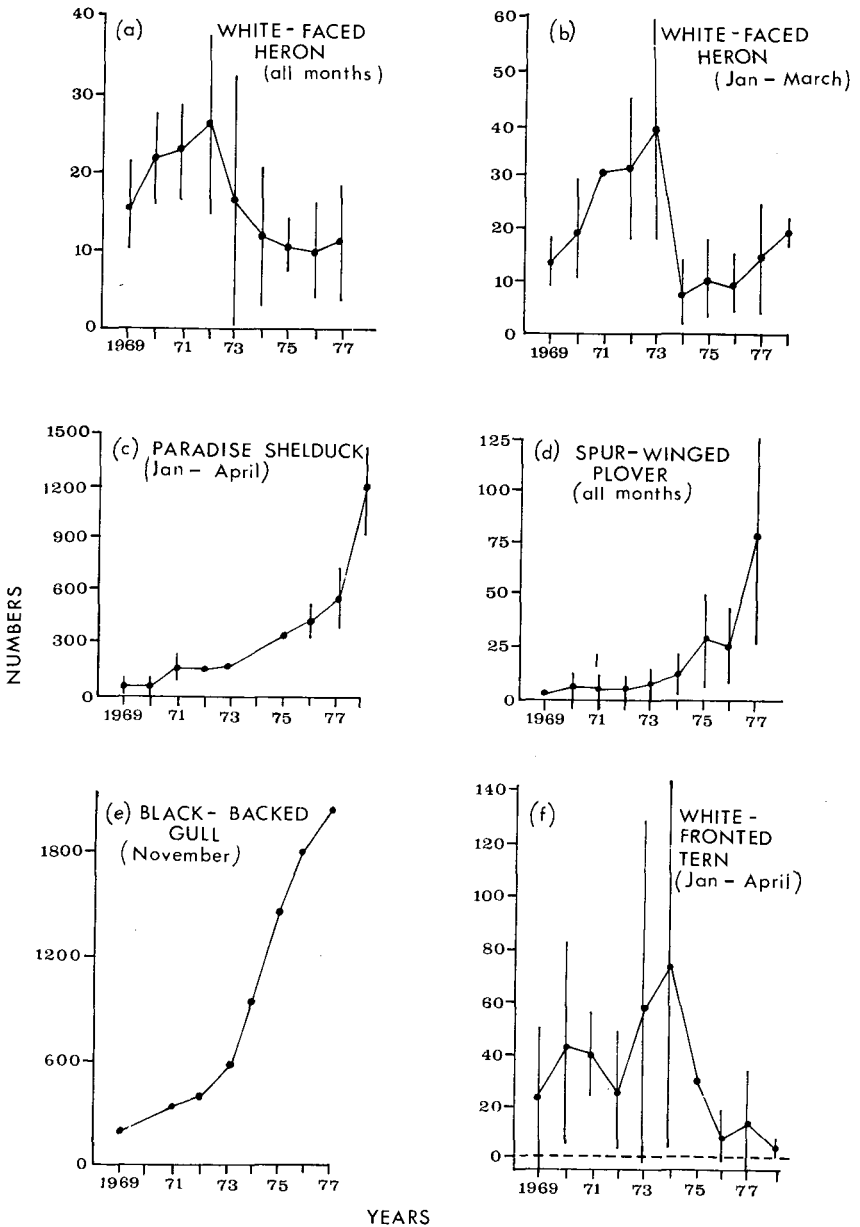 (a) WHITE-FACED
HERON
(all months)
40
30
20
10
0
1969 71 73 75 77
(b) WHITE-FACED
HERON
(Jan - March)
60
50
40
30
20
10
0
1969 71 73 75 77
(c) PARADISE SHELDUCK
(Jan - April)
1500
1200
900
600
300
0
1969 71 73 75 77
(d) SPUR-WINGED
PLOVER
(all months)
125
100
75
50
25
0
1969 71 73 75 77
(e) BLACK-BACKED
GULL
(November)
1800
1200
600
0
1969 71 73 75 77
(f) WHITE-
FRONTED
TERN
(Jan - April)
140
120
100
80
60
40
20
0
1969 71 73 75 77
NUMBERS
YEARS